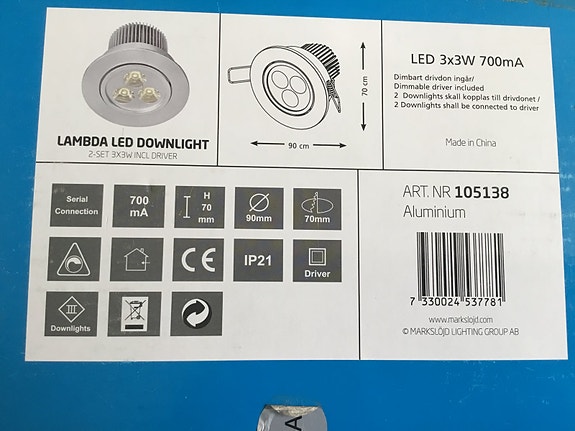 LAMBDA LED DOWNLIGHT
2-SET 3X3W INCL DRIVER
70 cm
90 cm
LED 3x3W 700mA
Dimbart drivdon ingår/
Dimmable driver included
2 Downlights skall kopplas till drivdonet /
2 Downlights shall be connected to driver
Made in China
Serial
Connection
700
mA
H
70
mm
90mm
70mm
CE
IP21
Driver
III
Downlights
ART. NR 105138
Aluminium
7 330024 537781
www.markslojd.com
© MARKSLÖJD LIGHTING GROUP AB
A